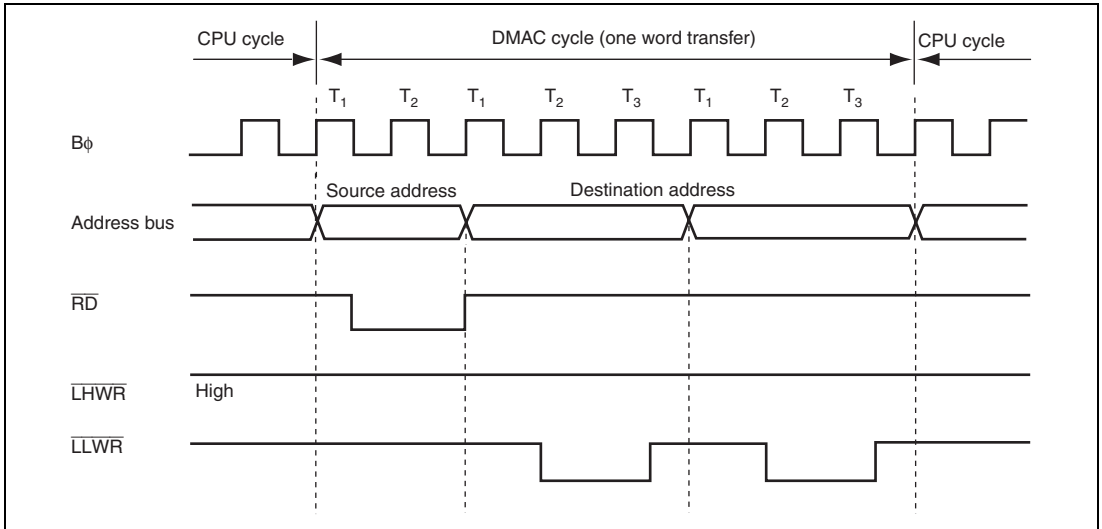 CPU cycle DMAC cycle (one word transfer) CPU cycle
T1 T2 T1 T2 T3 T1 T2 T3
Bφ
Source address Destination address
Address bus
RD
LHWR High
LLWR